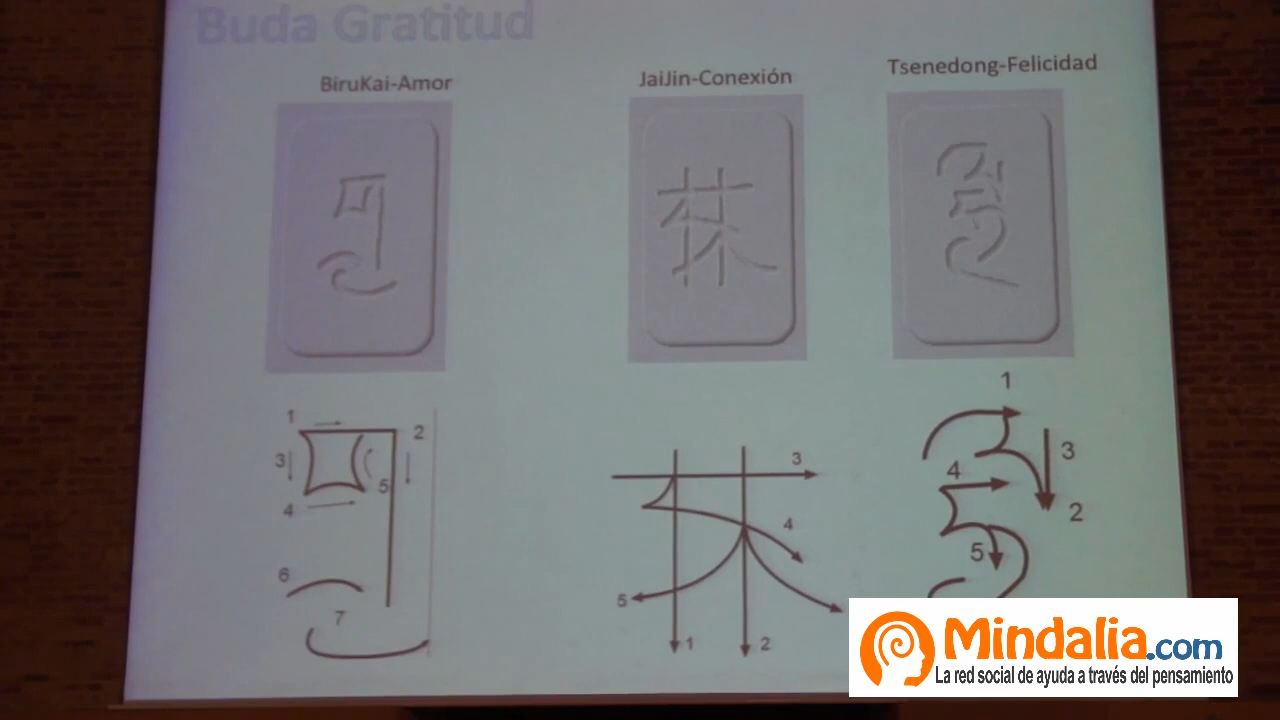 Buda Gratitud
BiruKai-Amor
JaiJin-Conexión
Tsenedong-Felicidad
1
2
3
4
5
6
7
3
4
5
1
2
1
3
4
2
5
Mindalia.com
La red social de ayuda a través del pensamiento